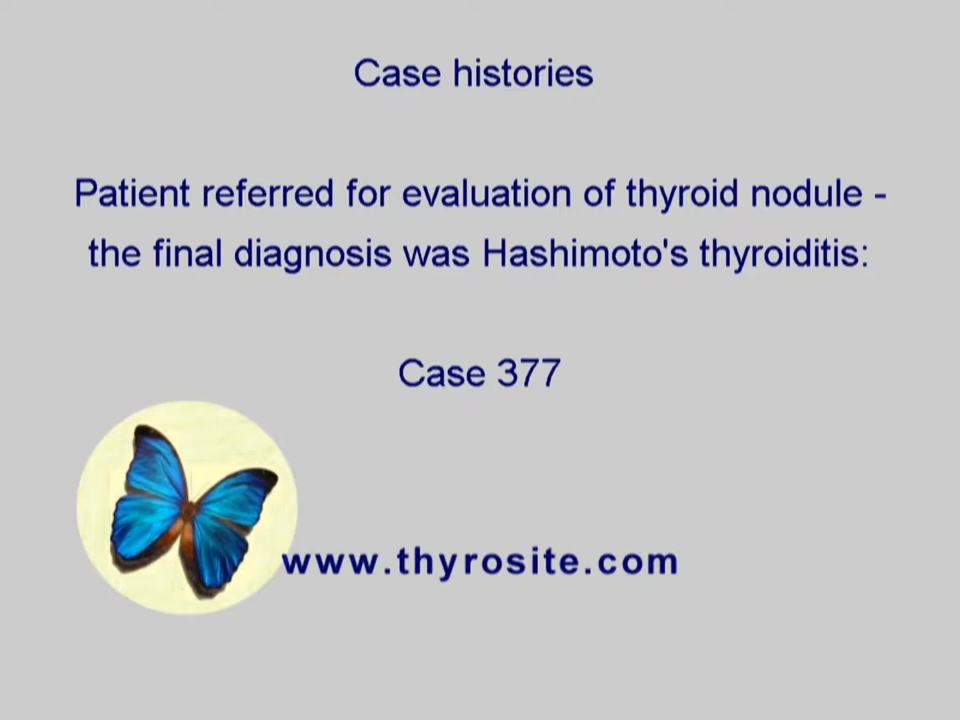 Case histories
Patient referred for evaluation of thyroid nodule -
the final diagnosis was Hashimoto's thyroiditis:
Case 377
www.thyrosite.com